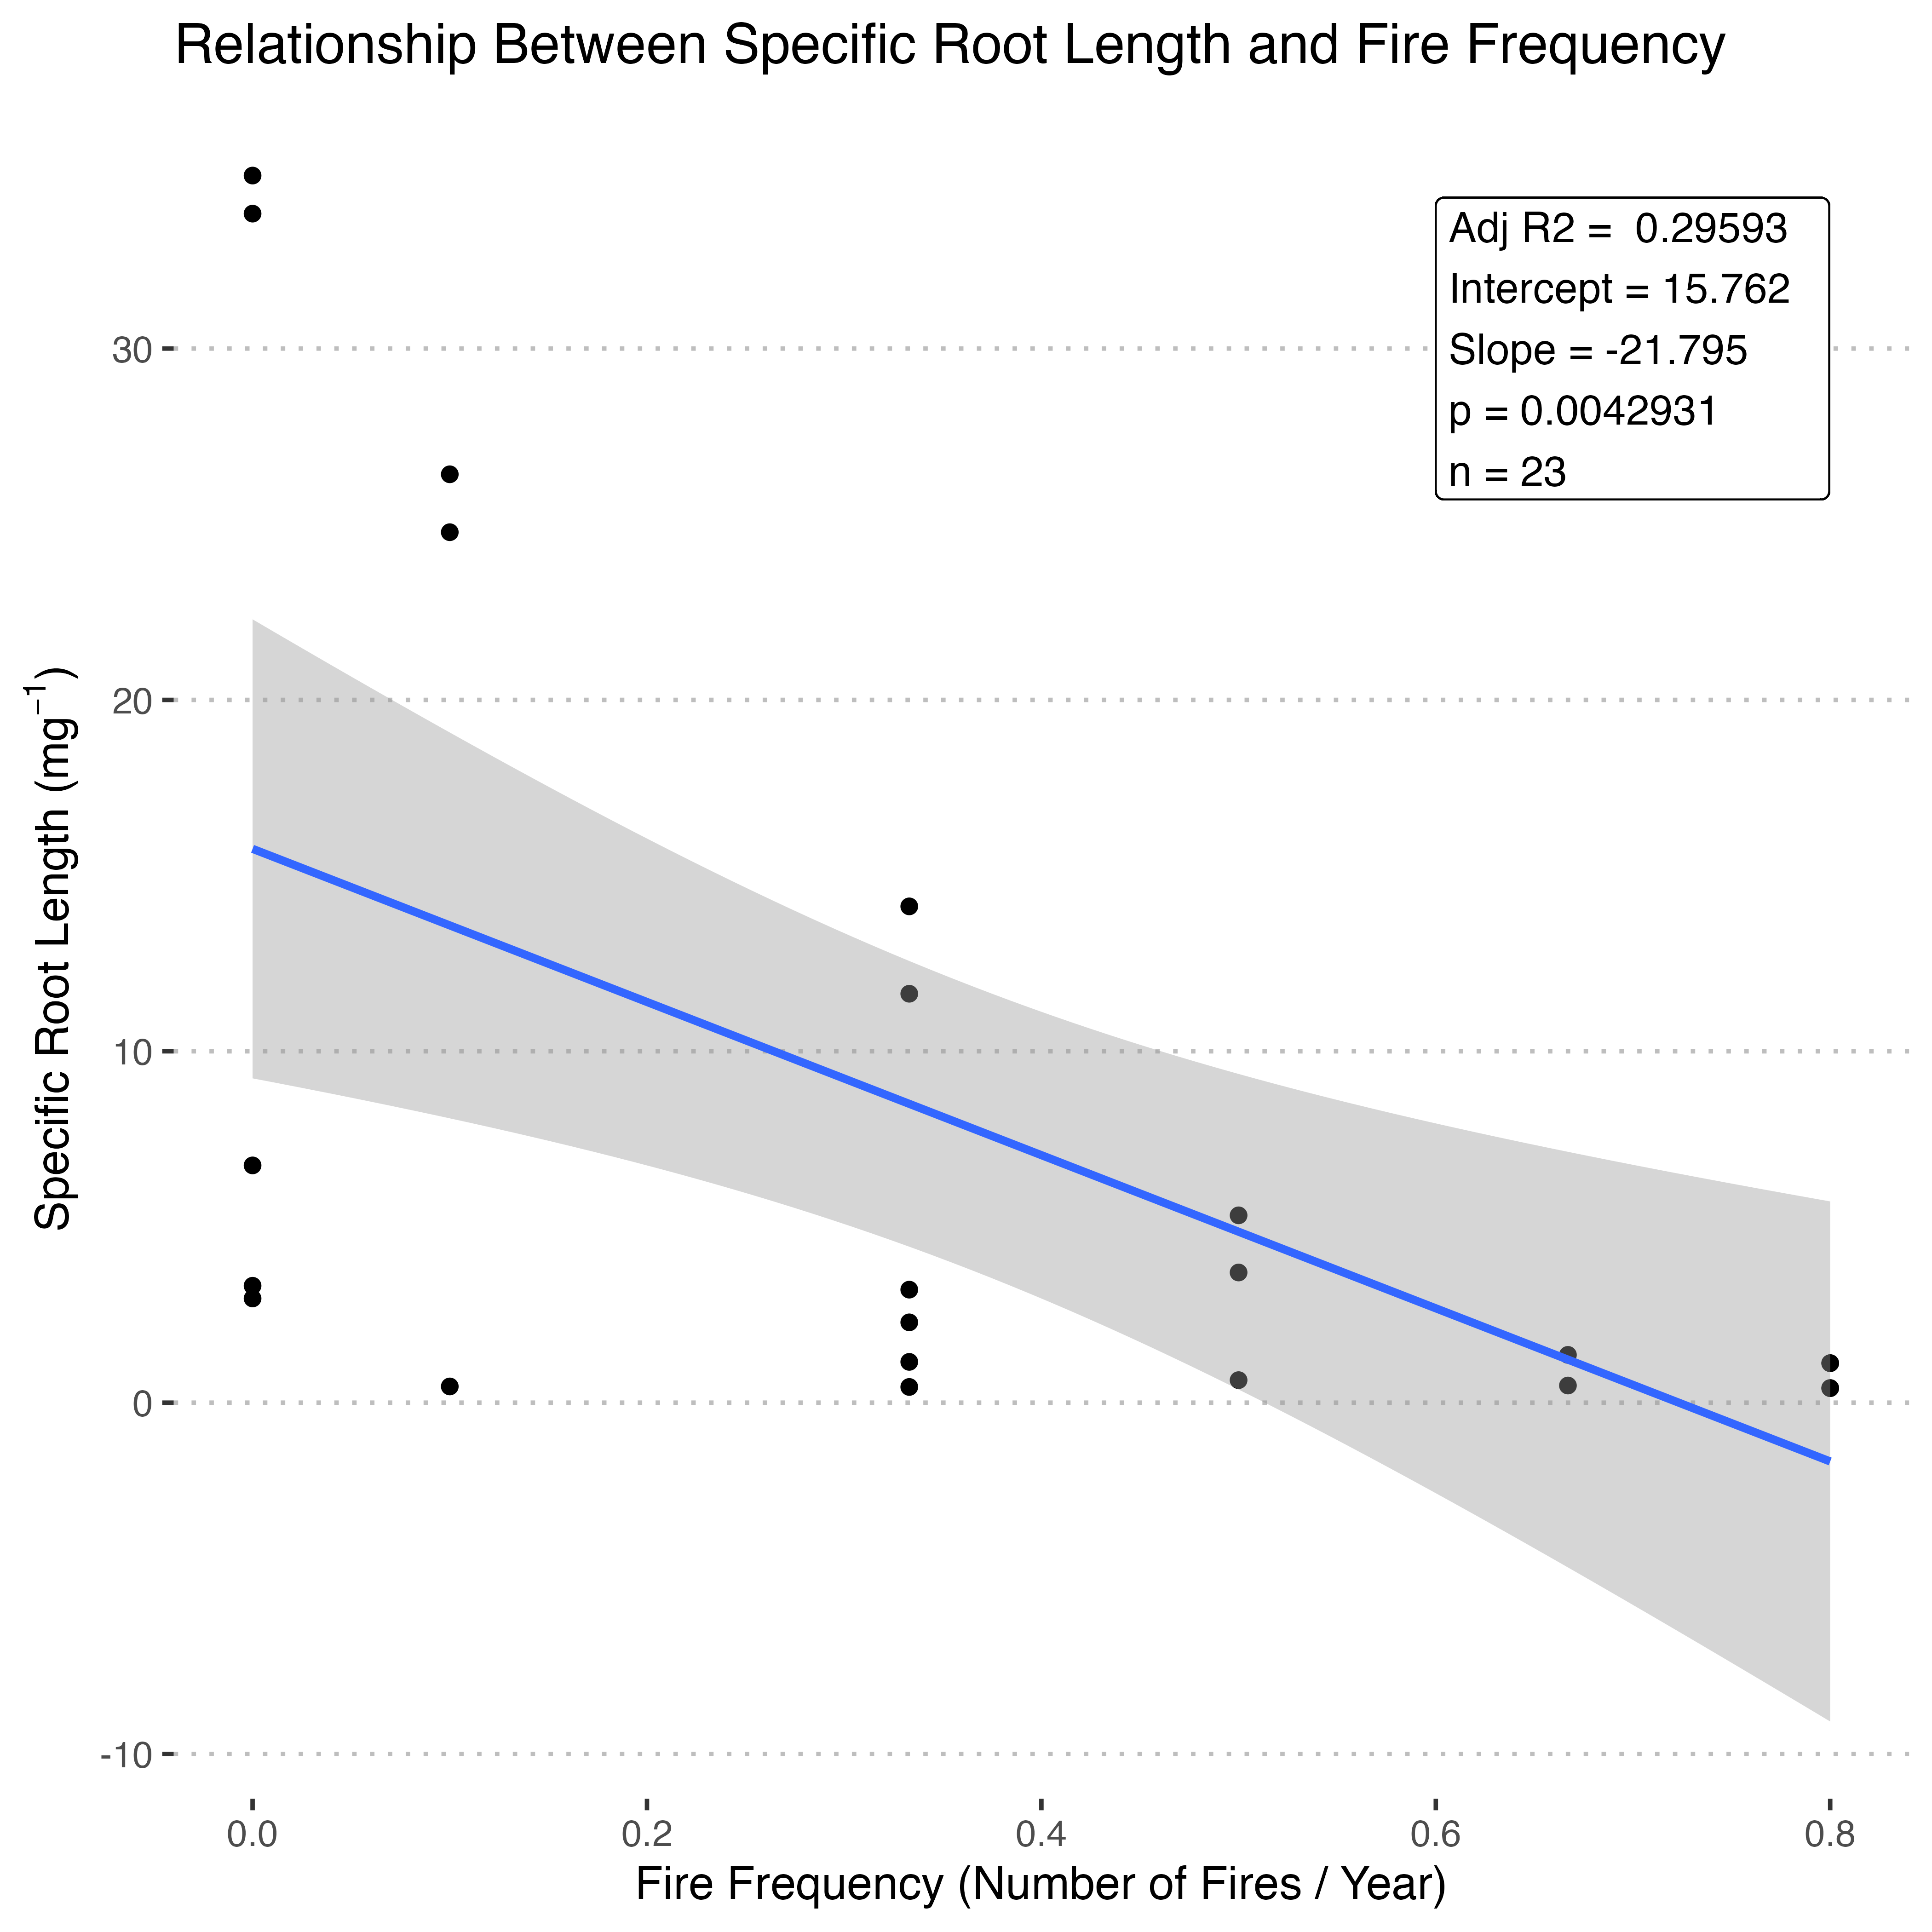 Relationship Between Specific Root Length and Fire Frequency
Adj R2 =  0.29593
Intercept = 15.762
Slope = -21.795
p = 0.0042931
n = 23
Specific Root Length (mg⁻¹)
30
20
10
0
-10
0.0 0.2 0.4 0.6 0.8
Fire Frequency (Number of Fires / Year)